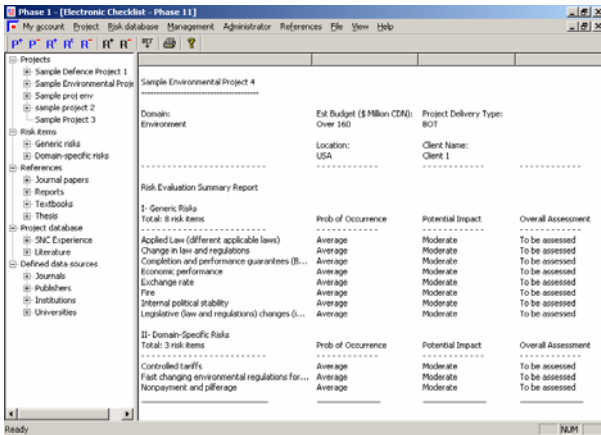 Phase 1 - [Electronic Checklist - Phase 11]
My account Project Risk database Management Administrator References File View Help
P+ P- R+ R- R+ R- REF ?
Projects
Sample Defence Project 1
Sample Environmental Proje
Sample proj env
sample project 2
Sample Project 3
Risk items
Generic risks
Domain-specific risks
References
Journal papers
Reports
Textbooks
Thesis
Project database
SNC Experience
Literature
Defined data sources
Journals
Publishers
Institutions
Universities
Sample Environmental Project 4
Domain: Est Budget ($ Million CDN): Project Delivery Type:
Environment Over 160 BOT
Location: Client Name:
USA Client 1
Risk Evaluation Summary Report
I- Generic Risks
Total: 8 risk items Prob of Occurrence Potential Impact Overall Assessment
Applied Law (different applicable laws) Average Moderate To be assessed
Change in law and regulations Average Moderate To be assessed
Completion and performance guarantees (B... Average Moderate To be assessed
Economic performance Average Moderate To be assessed
Exchange rate Average Moderate To be assessed
Fire Average Moderate To be assessed
Internal political stability Average Moderate To be assessed
Legislative (law and regulations) changes (i... Average Moderate To be assessed
II- Domain-Specific Risks
Total: 3 risk items Prob of Occurrence Potential Impact Overall Assessment
Controlled tariffs Average Moderate To be assessed
Fast changing environmental regulations for... Average Moderate To be assessed
Nonpayment and pilferage Average Moderate To be assessed
Ready NUM